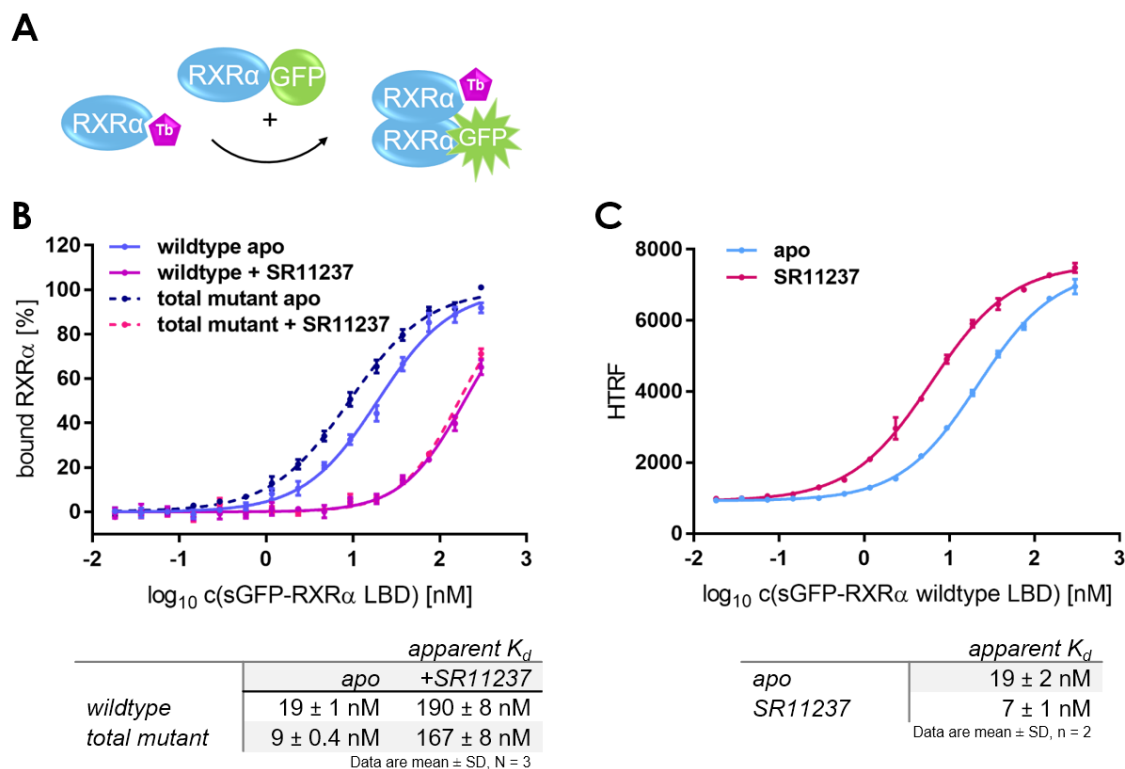 A
RXRα Tb
RXRα GFP
+
RXRα Tb
RXRα GFP
B
120
100
80
60
40
20
0
bound RXRα [%]
wildtype apo
wildtype + SR11237
total mutant apo
total mutant + SR11237
-2 -1 0 1 2 3
log10 c(sGFP-RXRα LBD) [nM]
apparent Kd
apo +SR11237
wildtype 19 ± 1 nM 190 ± 8 nM
total mutant 9 ± 0.4 nM 167 ± 8 nM
Data are mean ± SD, N = 3
C
8000
6000
4000
2000
0
HTRF
apo
SR11237
-2 -1 0 1 2 3
log10 c(sGFP-RXRα wildtype LBD) [nM]
apparent Kd
apo 19 ± 2 nM
SR11237 7 ± 1 nM
Data are mean ± SD, n = 2